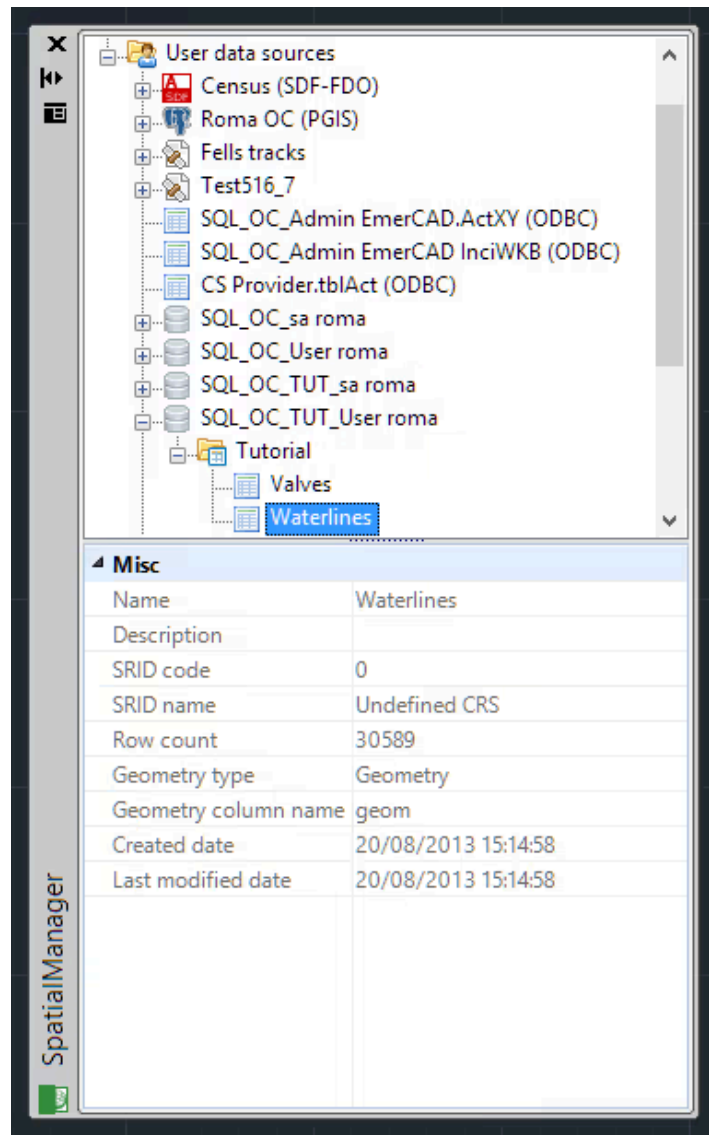 User data sources
Census (SDF-FDO)
Roma OC (PGIS)
Fells tracks
Test516_7
SQL_OC_Admin EmerCAD.ActXY (ODBC)
SQL_OC_Admin EmerCAD InciWKB (ODBC)
CS Provider.tblAct (ODBC)
SQL_OC_sa roma
SQL_OC_User roma
SQL_OC_TUT_sa roma
SQL_OC_TUT_User roma
Tutorial
Valves
Waterlines
Misc
Name Waterlines
Description
SRID code 0
SRID name Undefined CRS
Row count 30589
Geometry type Geometry
Geometry column name geom
Created date 20/08/2013 15:14:58
Last modified date 20/08/2013 15:14:58
SpatialManager